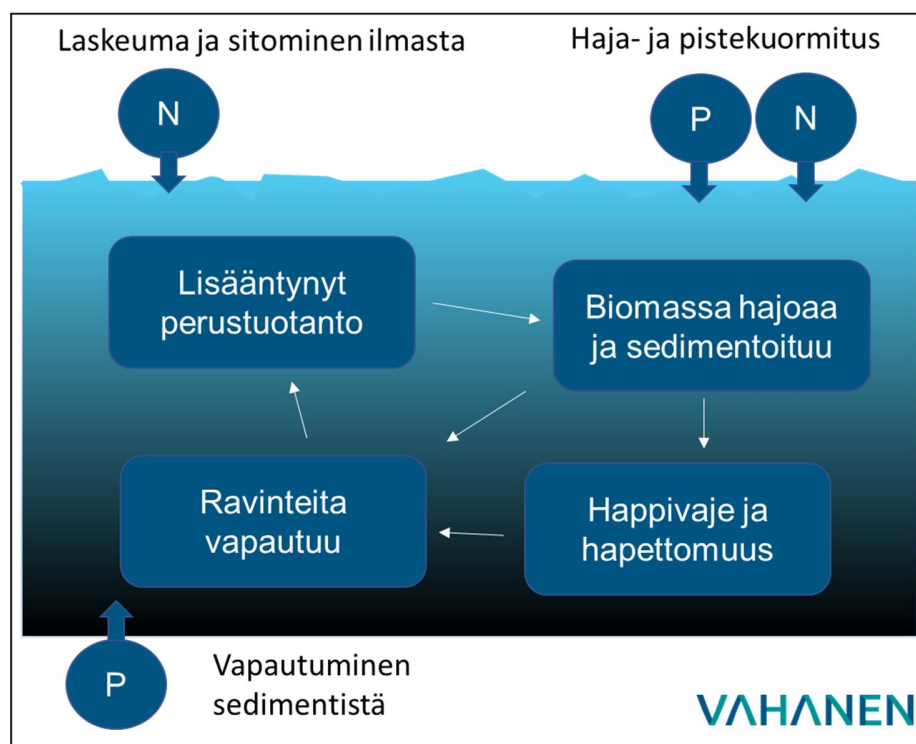 Laskeuma ja sitominen ilmasta
Haja- ja pistekuormitus
N
P
N
Lisääntynyt
perustuotanto
Biomassa hajoaa
ja sedimentoituu
Ravinteita
vapautuu
Happivaje ja
hapettomuus
P
Vapautuminen
sedimentistä
VAHANEN